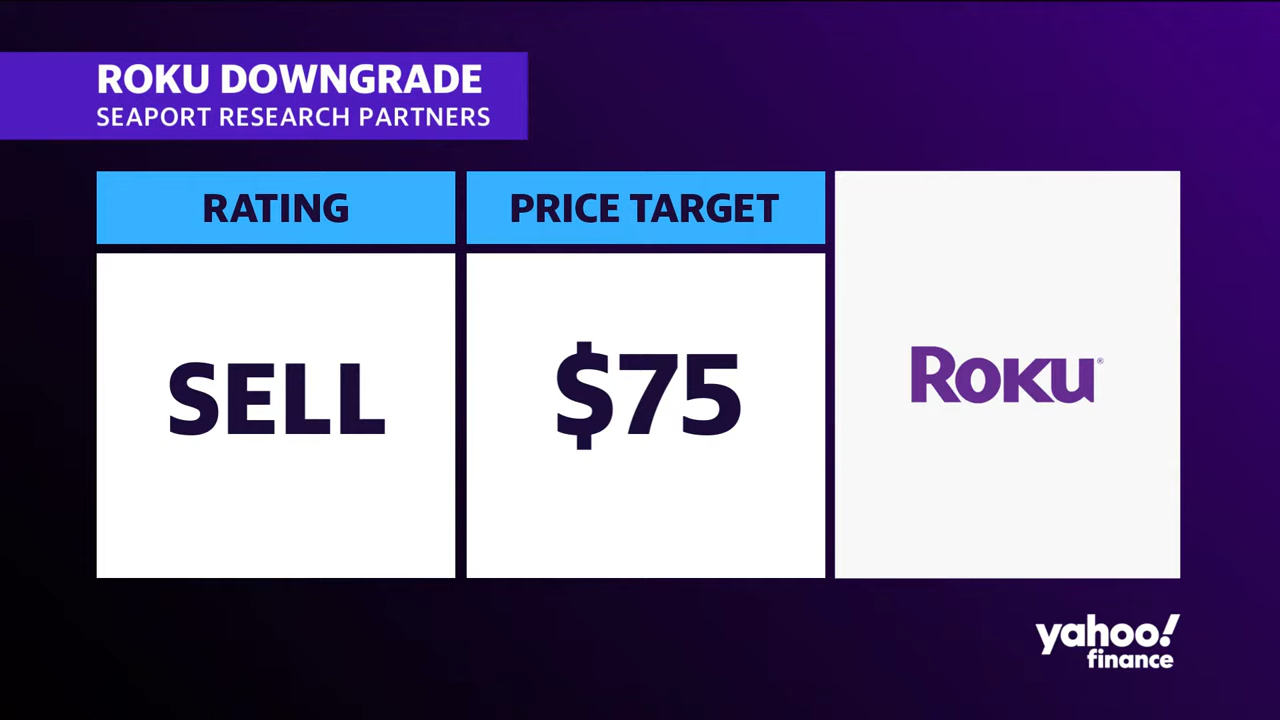 ROKU DOWNGRADE
SEAPORT RESEARCH PARTNERS
RATING
PRICE TARGET
SELL
$75
ROKU®
yahoo!
finance